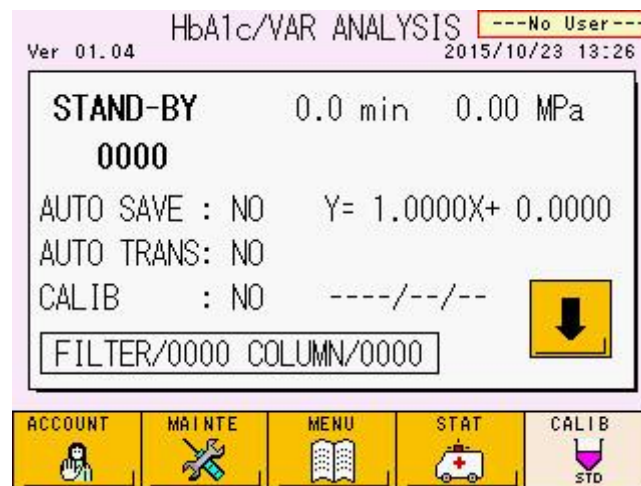 HbA1c/VAR ANALYSIS ---No User---
Ver 01.04 2015/10/23 13:26
STAND-BY 0.0 min 0.00 MPa
0000
AUTO SAVE : NO Y= 1.0000X+ 0.0000
AUTO TRANS: NO
CALIB : NO ----/--/--
FILTER/0000 COLUMN/0000
ACCOUNT MAINTE MENU STAT CALIB
STD